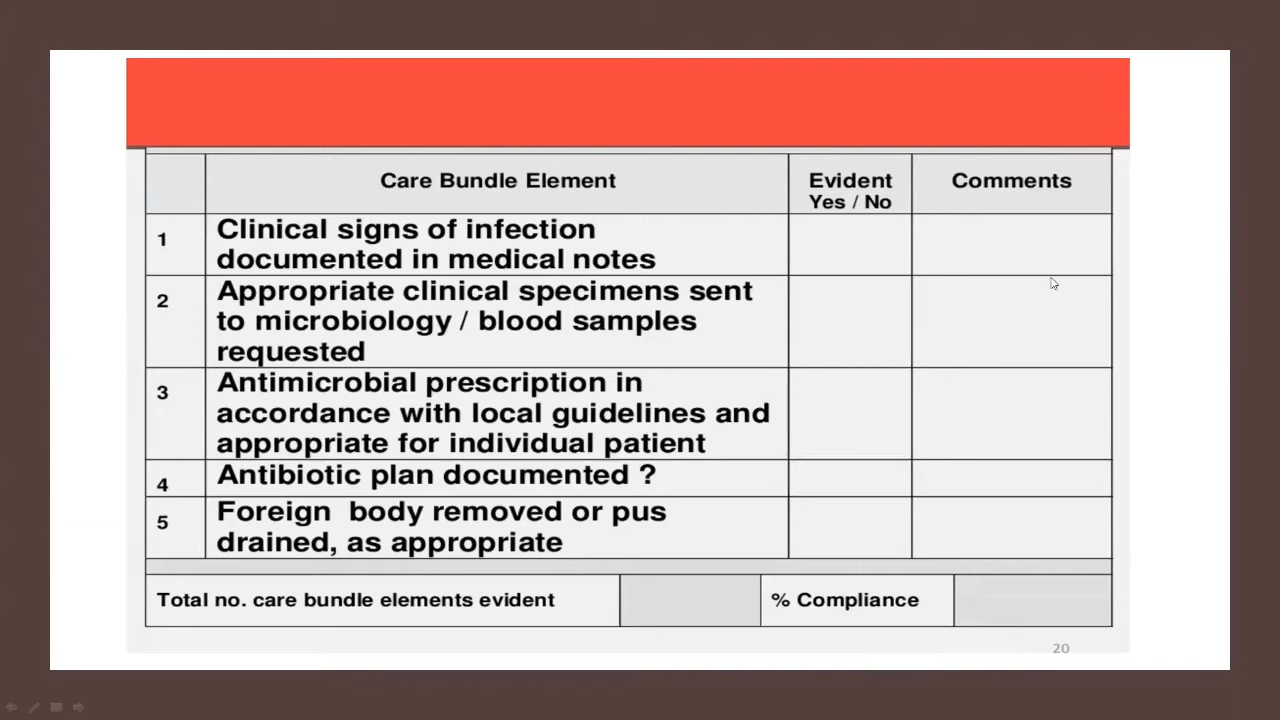 Care Bundle Element
Evident
Yes / No
Comments
1
Clinical signs of infection
documented in medical notes
2
Appropriate clinical specimens sent
to microbiology / blood samples
requested
3
Antimicrobial prescription in
accordance with local guidelines and
appropriate for individual patient
4
Antibiotic plan documented ?
5
Foreign  body removed or pus
drained, as appropriate
Total no. care bundle elements evident
% Compliance
20